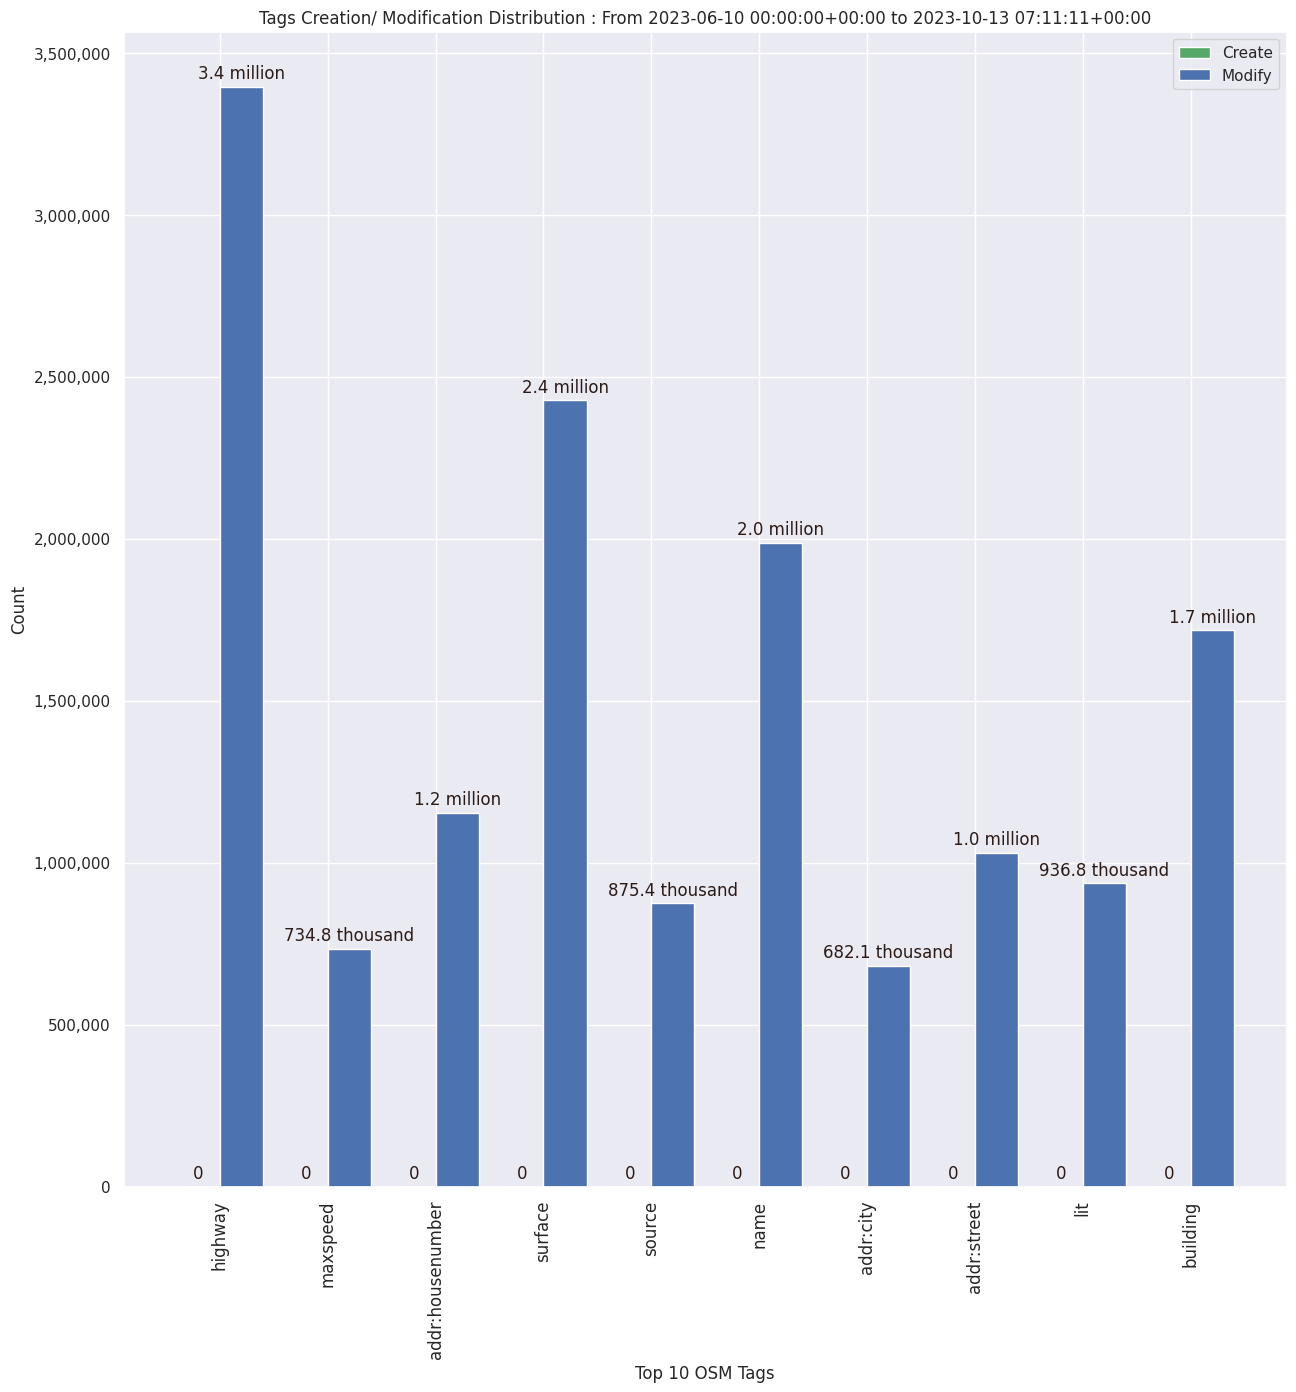 Tags Creation/ Modification Distribution : From 2023-06-10 00:00:00+00:00 to 2023-10-13 07:11:11+00:00
Create
Modify
3,500,000
3,000,000
2,500,000
2,000,000
1,500,000
1,000,000
500,000
0
Count
3.4 million
734.8 thousand
1.2 million
2.4 million
875.4 thousand
2.0 million
682.1 thousand
1.0 million
936.8 thousand
1.7 million
0
0
0
0
0
0
0
0
0
0
highway
maxspeed
addr:housenumber
surface
source
name
addr:city
addr:street
lit
building
Top 10 OSM Tags